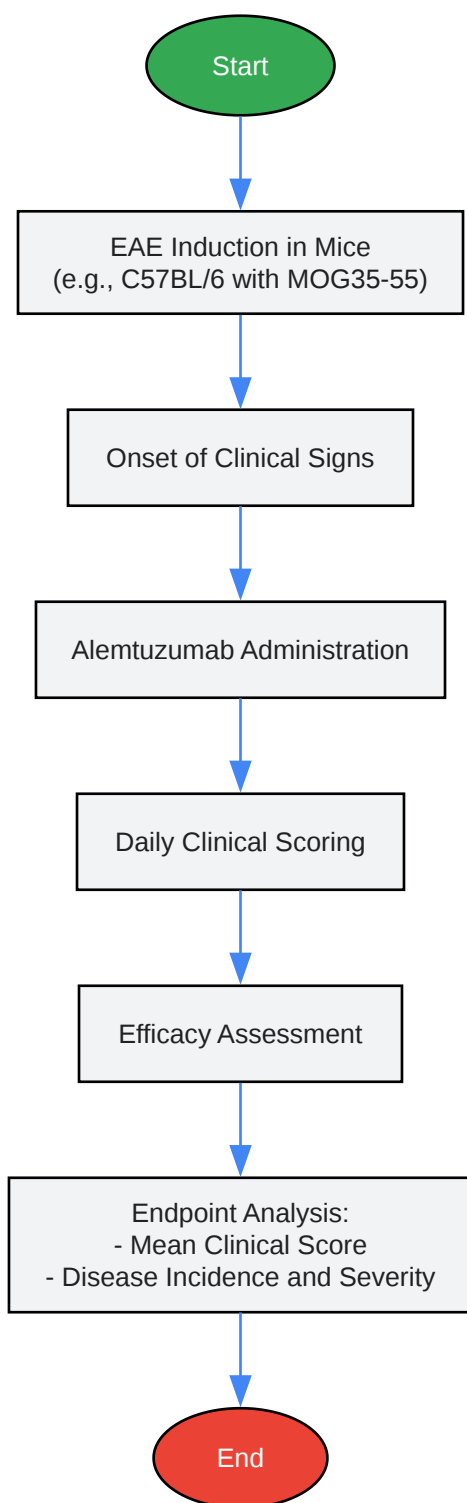 Start
EAE Induction in Mice
(e.g., C57BL/6 with MOG35-55)
Onset of Clinical Signs
Alemtuzumab Administration
Daily Clinical Scoring
Efficacy Assessment
Endpoint Analysis:
- Mean Clinical Score
- Disease Incidence and Severity
End